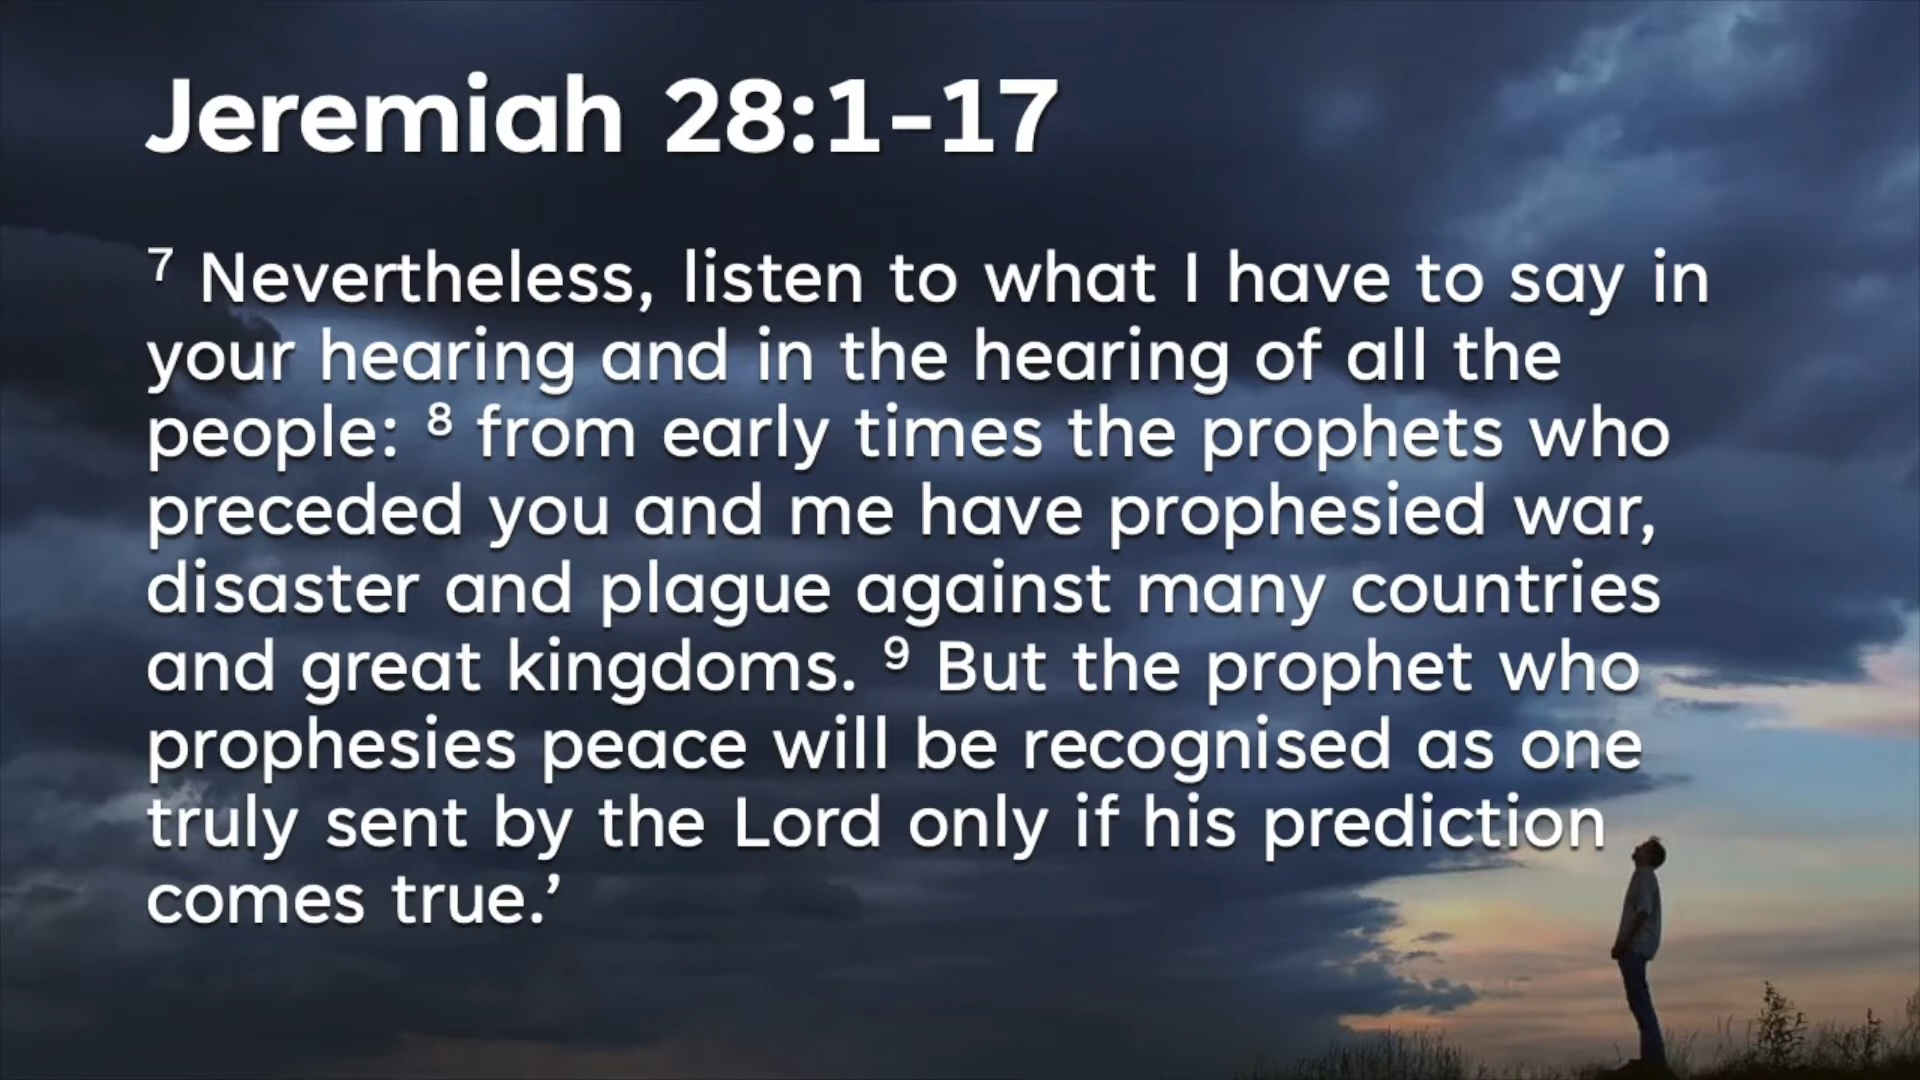 Jeremiah 28:1-17
⁷ Nevertheless, listen to what I have to say in
your hearing and in the hearing of all the
people: ⁸ from early times the prophets who
preceded you and me have prophesied war,
disaster and plague against many countries
and great kingdoms. ⁹ But the prophet who
prophesies peace will be recognised as one
truly sent by the Lord only if his prediction
comes true.’